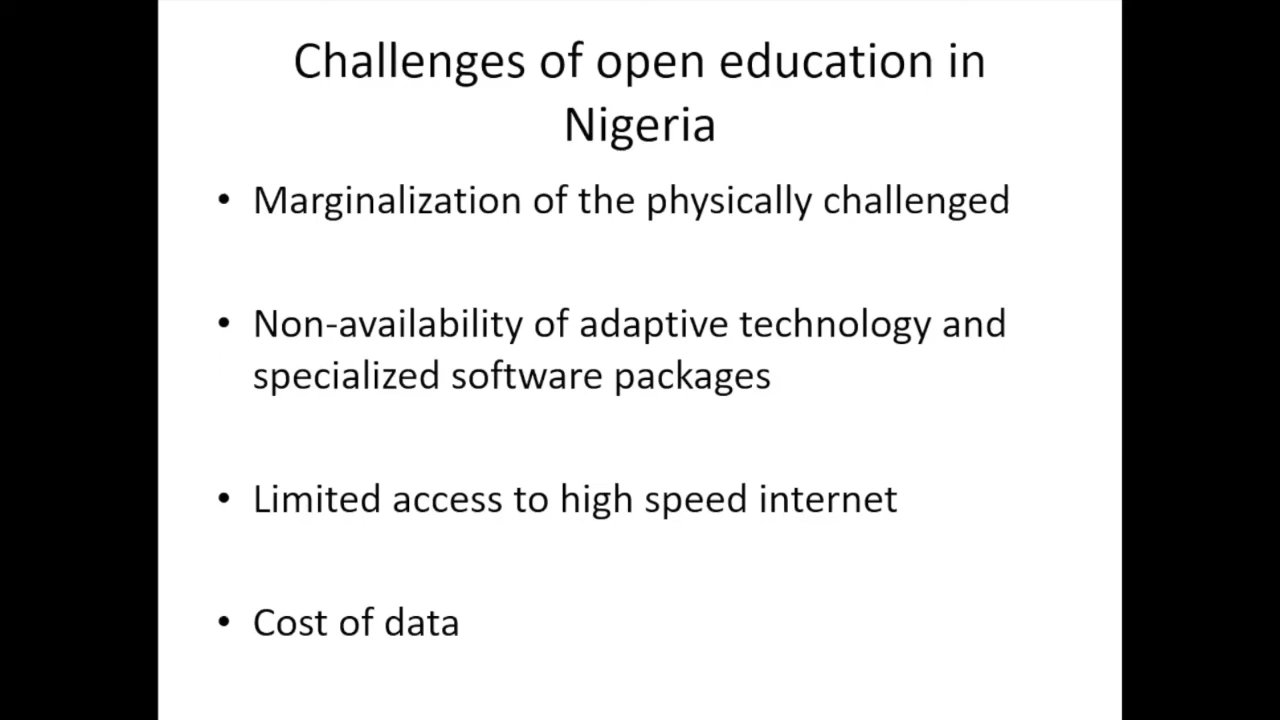 Challenges of open education in
Nigeria
• Marginalization of the physically challenged
• Non-availability of adaptive technology and
specialized software packages
• Limited access to high speed internet
• Cost of data